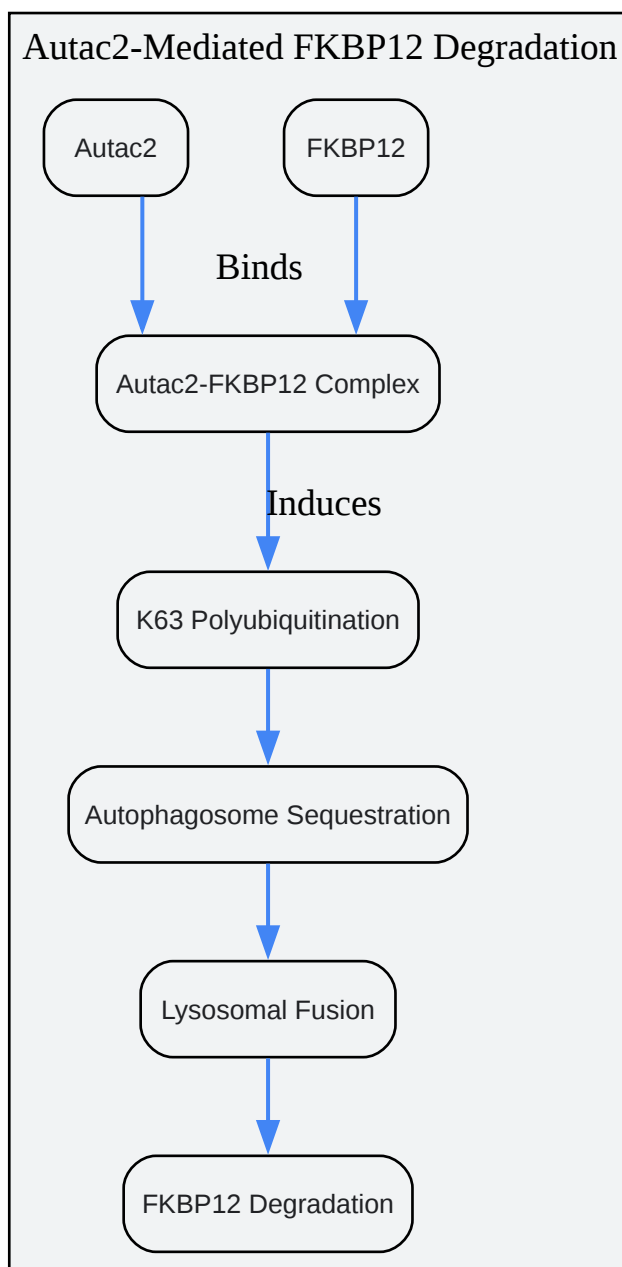 Autac2-Mediated FKBP12 Degradation
Autac2
FKBP12
Binds
Autac2-FKBP12 Complex
Induces
K63 Polyubiquitination
Autophagosome Sequestration
Lysosomal Fusion
FKBP12 Degradation